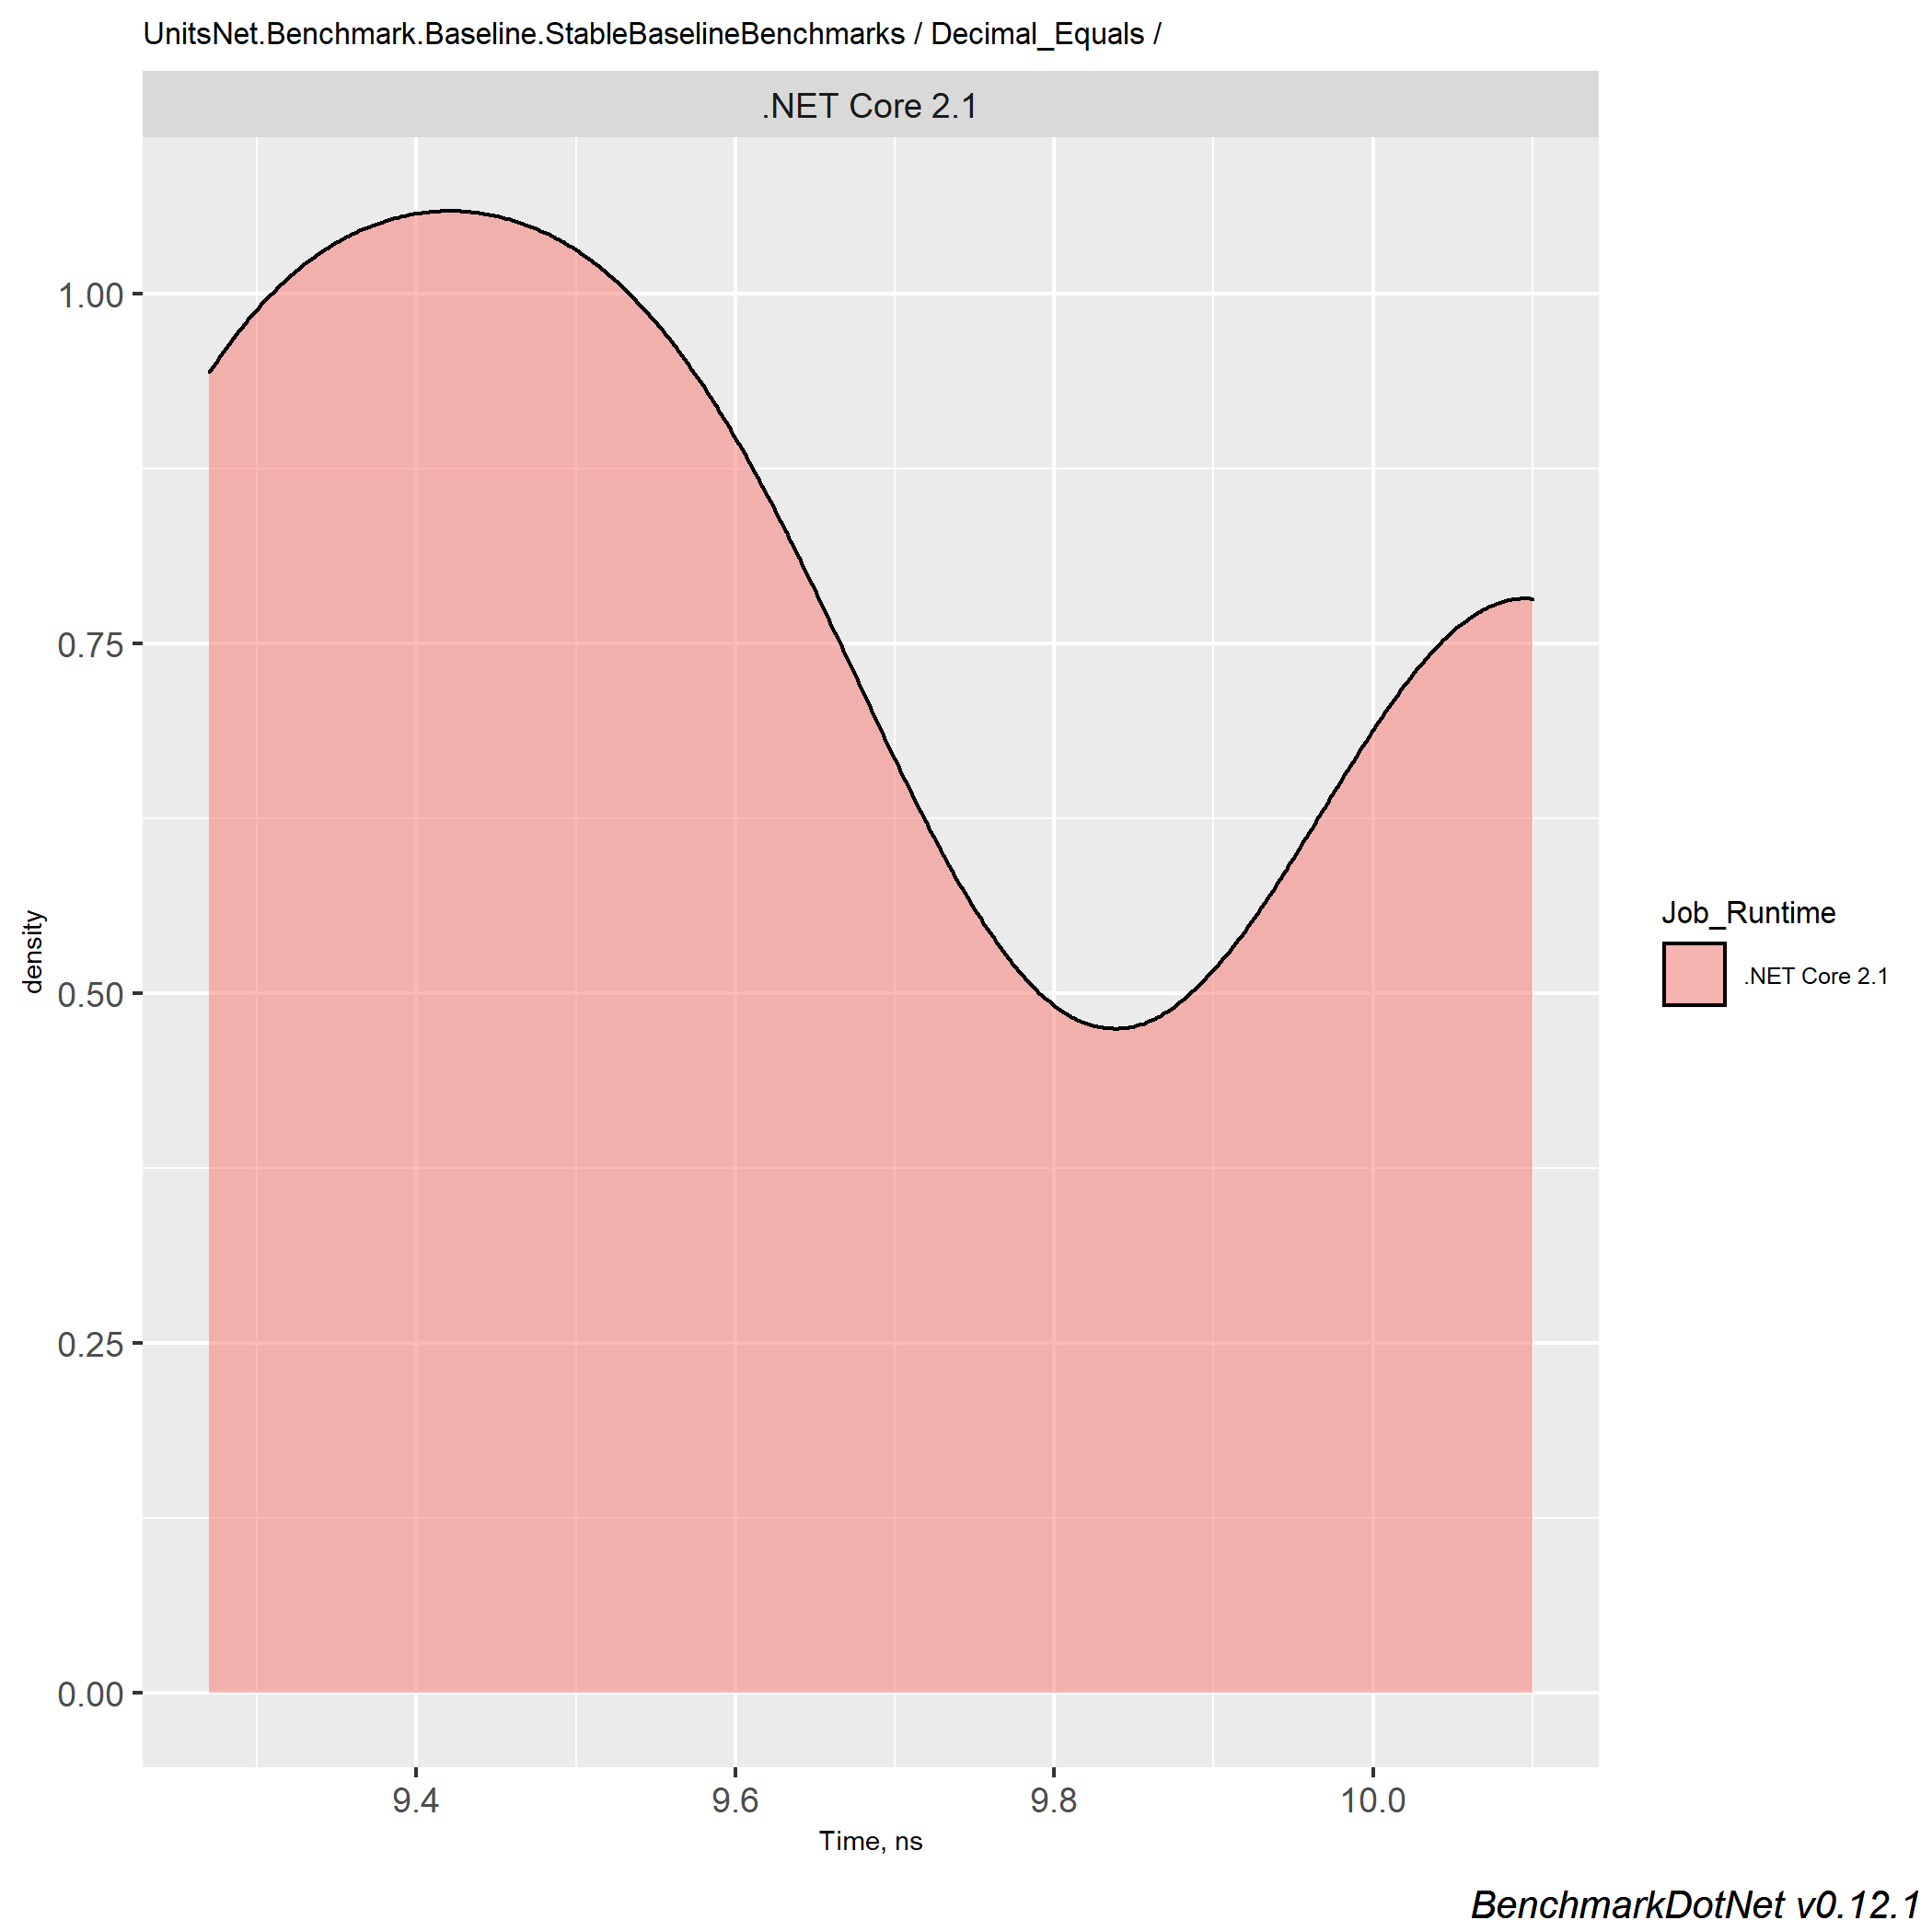 UnitsNet.Benchmark.Baseline.StableBaselineBenchmarks / Decimal_Equals /
.NET Core 2.1
1.00
0.75
0.50
0.25
0.00
density
9.4 9.6 9.8 10.0
Time, ns
Job_Runtime
.NET Core 2.1
BenchmarkDotNet v0.12.1